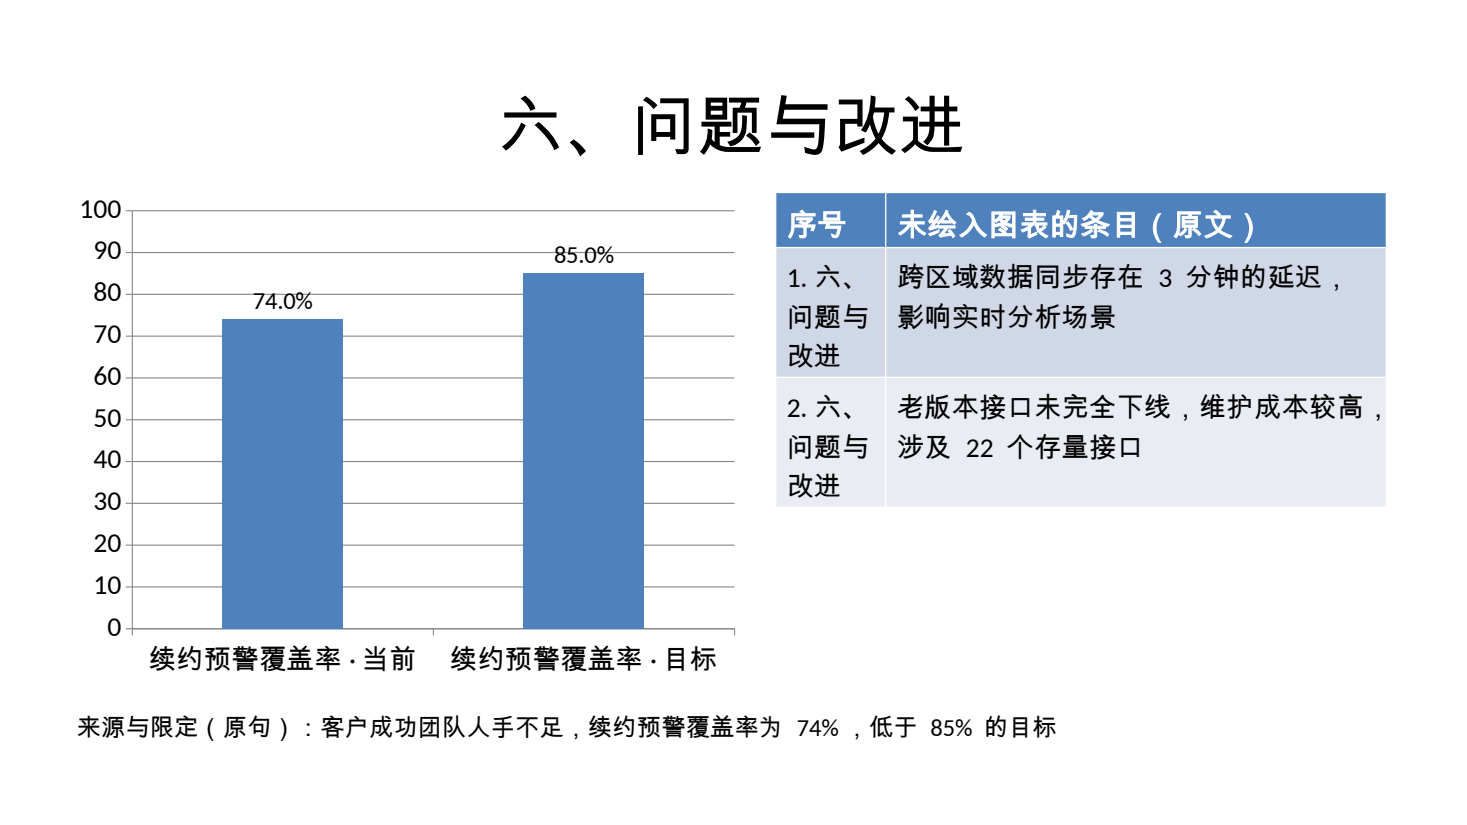 六、问题与改进
100
90
80
70
60
50
40
30
20
10
0
74.0%
85.0%
续约预警覆盖率·当前
续约预警覆盖率·目标
序号
未绘入图表的条目（原文）
1. 六、
问题与
改进
跨区域数据同步存在 3 分钟的延迟，
影响实时分析场景
2. 六、
问题与
改进
老版本接口未完全下线，维护成本较高，
涉及 22 个存量接口
来源与限定（原句）：客户成功团队人手不足，续约预警覆盖率为 74% ，低于 85% 的目标